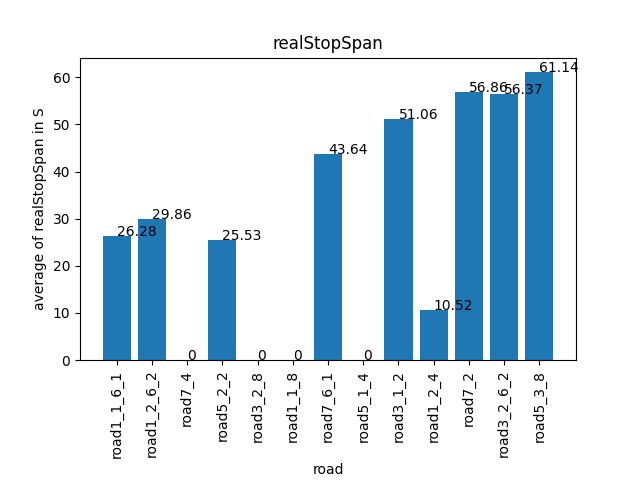 realStopSpan
average of realStopSpan in S
60
50
40
30
20
10
0
26.28
29.86
0
25.53
0
0
43.64
0
51.06
10.52
56.86
56.37
61.14
road1_1_6_1
road1_2_6_2
road7_4
road5_2_2
road3_2_8
road1_1_8
road7_6_1
road5_1_4
road3_1_2
road1_2_4
road7_2
road3_2_6_2
road5_3_8
road